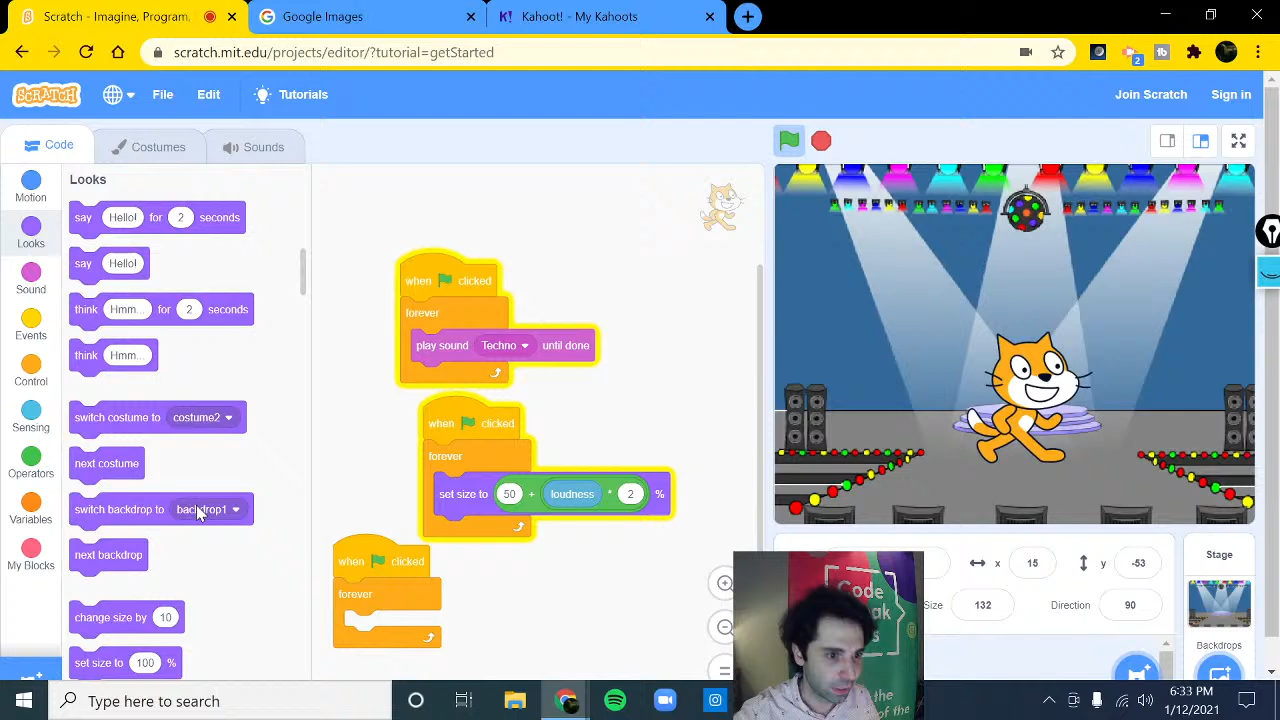 Scratch - Imagine, Program,
Google Images
Kahoot! - My Kahoots
scratch.mit.edu/projects/editor/?tutorial=getStarted
2
SCRATCH
File
Edit
Tutorials
Join Scratch
Sign in
Code
Costumes
Sounds
Motion
Looks
Sound
Events
Control
Sensing
Operators
Variables
My Blocks
Looks
say Hello! for 2 seconds
say Hello!
think Hmm... for 2 seconds
think Hmm...
switch costume to costume2
next costume
switch backdrop to backdrop1
next backdrop
change size by 10
set size to 100 %
when clicked
forever
play sound Techno until done
when clicked
forever
set size to 50 + loudness * 2 %
when clicked
forever
x 15
y -53
Size 132
Direction 90
Stage
Backdrops
Code
Type here to search
6:33 PM
1/12/2021